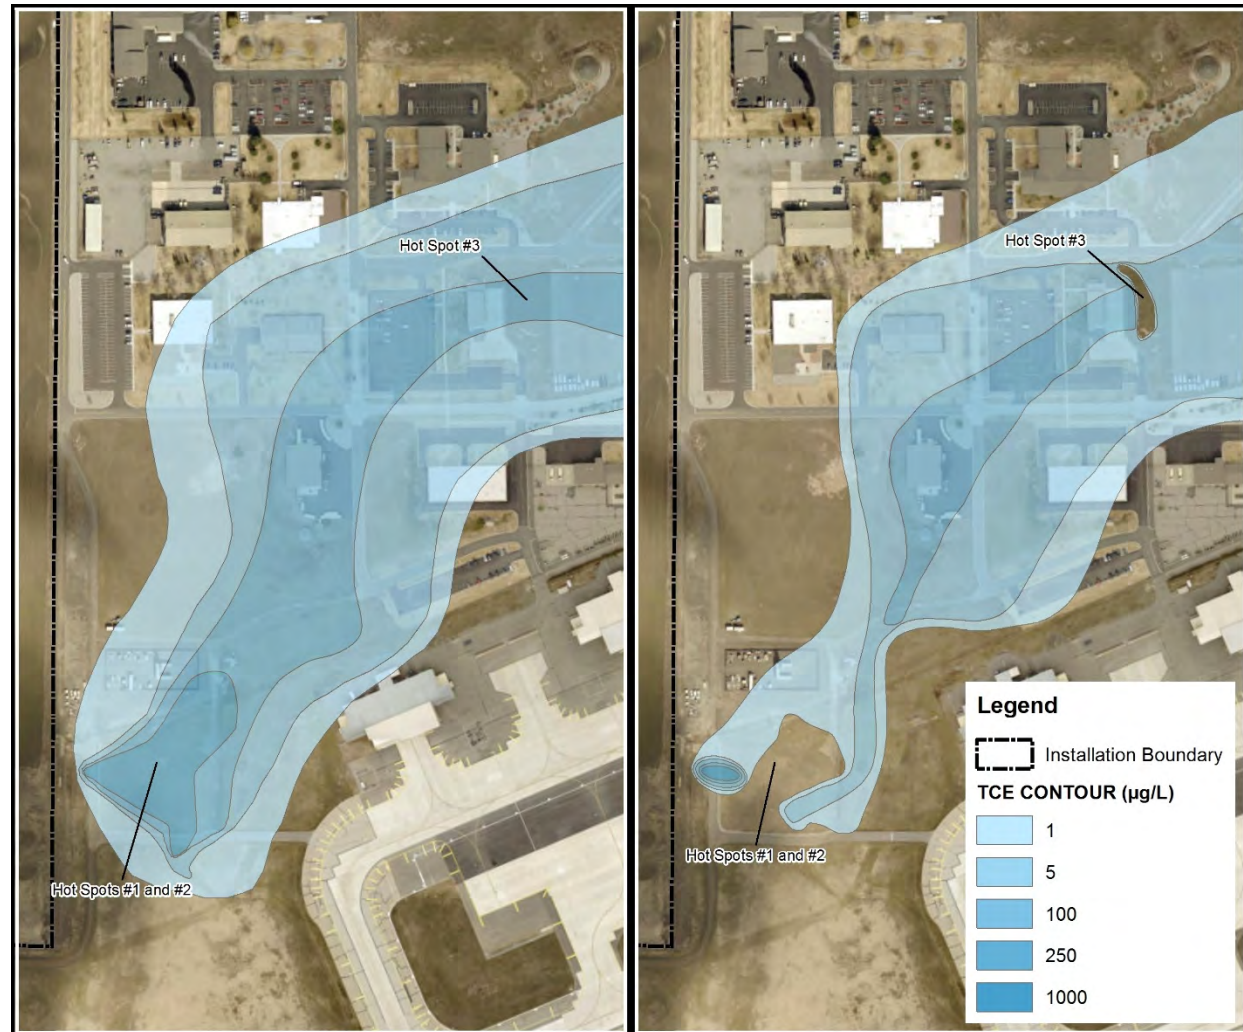 Hot Spot #3
Hot Spots #1 and #2
Hot Spot #3
Hot Spots #1 and #2
Legend
Installation Boundary
TCE CONTOUR (µg/L)
1
5
100
250
1000